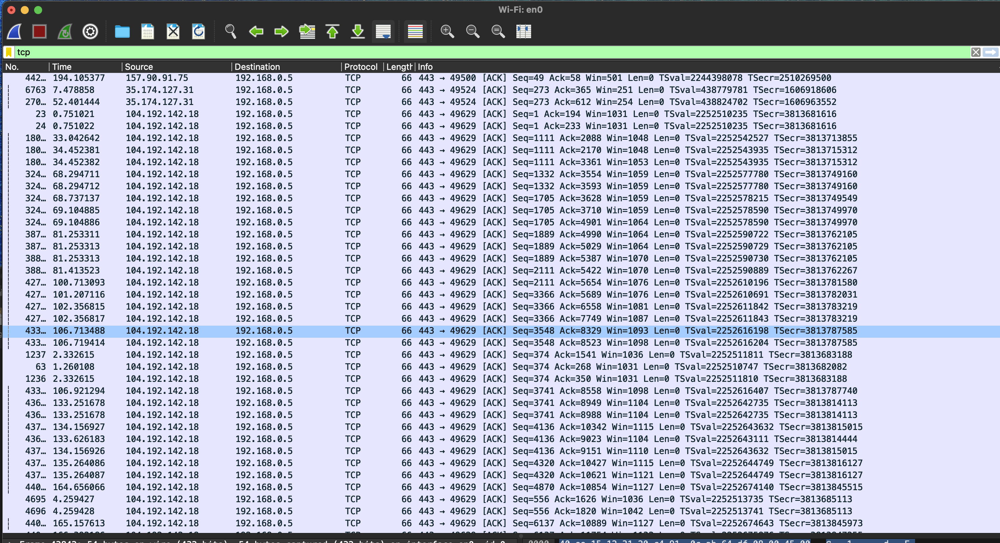 Wi-Fi: en0
tcp
No. Time Source Destination Protocol Length Info
442… 194.105377 157.90.91.75 192.168.0.5 TCP 66 443 → 49500 [ACK] Seq=49 Ack=58 Win=501 Len=0 TSval=2244398078 TSecr=2510269500
6763 7.478858 35.174.127.31 192.168.0.5 TCP 66 443 → 49524 [ACK] Seq=273 Ack=365 Win=251 Len=0 TSval=438779781 TSecr=1606918606
270… 52.401444 35.174.127.31 192.168.0.5 TCP 66 443 → 49524 [ACK] Seq=273 Ack=612 Win=254 Len=0 TSval=438824702 TSecr=1606963552
23 0.751021 104.192.142.18 192.168.0.5 TCP 66 443 → 49629 [ACK] Seq=1 Ack=194 Win=1031 Len=0 TSval=2252510235 TSecr=3813681616
24 0.751022 104.192.142.18 192.168.0.5 TCP 66 443 → 49629 [ACK] Seq=1 Ack=233 Win=1031 Len=0 TSval=2252510235 TSecr=3813681616
180… 33.042642 104.192.142.18 192.168.0.5 TCP 66 443 → 49629 [ACK] Seq=1111 Ack=2088 Win=1048 Len=0 TSval=2252542527 TSecr=3813713855
180… 34.452381 104.192.142.18 192.168.0.5 TCP 66 443 → 49629 [ACK] Seq=1111 Ack=2170 Win=1048 Len=0 TSval=2252543935 TSecr=3813715312
180… 34.452382 104.192.142.18 192.168.0.5 TCP 66 443 → 49629 [ACK] Seq=1111 Ack=3361 Win=1053 Len=0 TSval=2252543935 TSecr=3813715312
324… 68.294711 104.192.142.18 192.168.0.5 TCP 66 443 → 49629 [ACK] Seq=1332 Ack=3554 Win=1059 Len=0 TSval=2252577780 TSecr=3813749160
324… 68.294712 104.192.142.18 192.168.0.5 TCP 66 443 → 49629 [ACK] Seq=1332 Ack=3593 Win=1059 Len=0 TSval=2252577780 TSecr=3813749160
324… 68.737137 104.192.142.18 192.168.0.5 TCP 66 443 → 49629 [ACK] Seq=1705 Ack=3628 Win=1059 Len=0 TSval=2252578215 TSecr=3813749549
324… 69.104885 104.192.142.18 192.168.0.5 TCP 66 443 → 49629 [ACK] Seq=1705 Ack=3710 Win=1059 Len=0 TSval=2252578590 TSecr=3813749970
324… 69.104886 104.192.142.18 192.168.0.5 TCP 66 443 → 49629 [ACK] Seq=1705 Ack=4901 Win=1064 Len=0 TSval=2252578590 TSecr=3813749970
387… 81.253311 104.192.142.18 192.168.0.5 TCP 66 443 → 49629 [ACK] Seq=1889 Ack=4990 Win=1064 Len=0 TSval=2252590722 TSecr=3813762105
387… 81.253313 104.192.142.18 192.168.0.5 TCP 66 443 → 49629 [ACK] Seq=1889 Ack=5029 Win=1064 Len=0 TSval=2252590729 TSecr=3813762105
388… 81.253313 104.192.142.18 192.168.0.5 TCP 66 443 → 49629 [ACK] Seq=1889 Ack=5387 Win=1070 Len=0 TSval=2252590730 TSecr=3813762105
388… 81.413523 104.192.142.18 192.168.0.5 TCP 66 443 → 49629 [ACK] Seq=2111 Ack=5422 Win=1070 Len=0 TSval=2252590889 TSecr=3813762267
427… 100.713093 104.192.142.18 192.168.0.5 TCP 66 443 → 49629 [ACK] Seq=2111 Ack=5654 Win=1076 Len=0 TSval=2252610196 TSecr=3813781580
427… 101.207116 104.192.142.18 192.168.0.5 TCP 66 443 → 49629 [ACK] Seq=3366 Ack=5689 Win=1076 Len=0 TSval=2252610691 TSecr=3813782031
427… 102.356815 104.192.142.18 192.168.0.5 TCP 66 443 → 49629 [ACK] Seq=3366 Ack=6558 Win=1081 Len=0 TSval=2252611842 TSecr=3813783219
427… 102.356817 104.192.142.18 192.168.0.5 TCP 66 443 → 49629 [ACK] Seq=3366 Ack=7749 Win=1087 Len=0 TSval=2252611843 TSecr=3813783219
433… 106.713488 104.192.142.18 192.168.0.5 TCP 66 443 → 49629 [ACK] Seq=3548 Ack=8329 Win=1093 Len=0 TSval=2252616198 TSecr=3813787585
433… 106.719414 104.192.142.18 192.168.0.5 TCP 66 443 → 49629 [ACK] Seq=3548 Ack=8523 Win=1098 Len=0 TSval=2252616204 TSecr=3813787585
1237 2.332615 104.192.142.18 192.168.0.5 TCP 66 443 → 49629 [ACK] Seq=374 Ack=1541 Win=1036 Len=0 TSval=2252511811 TSecr=3813683188
63 1.260108 104.192.142.18 192.168.0.5 TCP 66 443 → 49629 [ACK] Seq=374 Ack=268 Win=1031 Len=0 TSval=2252510747 TSecr=3813682082
1236 2.332615 104.192.142.18 192.168.0.5 TCP 66 443 → 49629 [ACK] Seq=374 Ack=350 Win=1031 Len=0 TSval=2252511810 TSecr=3813683188
433… 106.921294 104.192.142.18 192.168.0.5 TCP 66 443 → 49629 [ACK] Seq=3741 Ack=8558 Win=1098 Len=0 TSval=2252616407 TSecr=3813787740
436… 133.251678 104.192.142.18 192.168.0.5 TCP 66 443 → 49629 [ACK] Seq=3741 Ack=8949 Win=1104 Len=0 TSval=2252642735 TSecr=3813814113
436… 133.251678 104.192.142.18 192.168.0.5 TCP 66 443 → 49629 [ACK] Seq=3741 Ack=8988 Win=1104 Len=0 TSval=2252642735 TSecr=3813814113
437… 134.156927 104.192.142.18 192.168.0.5 TCP 66 443 → 49629 [ACK] Seq=4136 Ack=10342 Win=1115 Len=0 TSval=2252643632 TSecr=3813815015
436… 133.626183 104.192.142.18 192.168.0.5 TCP 66 443 → 49629 [ACK] Seq=4136 Ack=9023 Win=1104 Len=0 TSval=2252643111 TSecr=3813814444
437… 134.156926 104.192.142.18 192.168.0.5 TCP 66 443 → 49629 [ACK] Seq=4136 Ack=9151 Win=1110 Len=0 TSval=2252643632 TSecr=3813815015
437… 135.264086 104.192.142.18 192.168.0.5 TCP 66 443 → 49629 [ACK] Seq=4320 Ack=10427 Win=1115 Len=0 TSval=2252644749 TSecr=3813816127
437… 135.264087 104.192.142.18 192.168.0.5 TCP 66 443 → 49629 [ACK] Seq=4320 Ack=10621 Win=1121 Len=0 TSval=2252644749 TSecr=3813816127
440… 164.656066 104.192.142.18 192.168.0.5 TCP 66 443 → 49629 [ACK] Seq=4870 Ack=10854 Win=1127 Len=0 TSval=2252674140 TSecr=3813845515
4695 4.259427 104.192.142.18 192.168.0.5 TCP 66 443 → 49629 [ACK] Seq=556 Ack=1626 Win=1036 Len=0 TSval=2252513735 TSecr=3813685113
4696 4.259428 104.192.142.18 192.168.0.5 TCP 66 443 → 49629 [ACK] Seq=556 Ack=1820 Win=1042 Len=0 TSval=2252513741 TSecr=3813685113
440… 165.157613 104.192.142.18 192.168.0.5 TCP 66 443 → 49629 [ACK] Seq=6137 Ack=10889 Win=1127 Len=0 TSval=2252674643 TSecr=3813845973